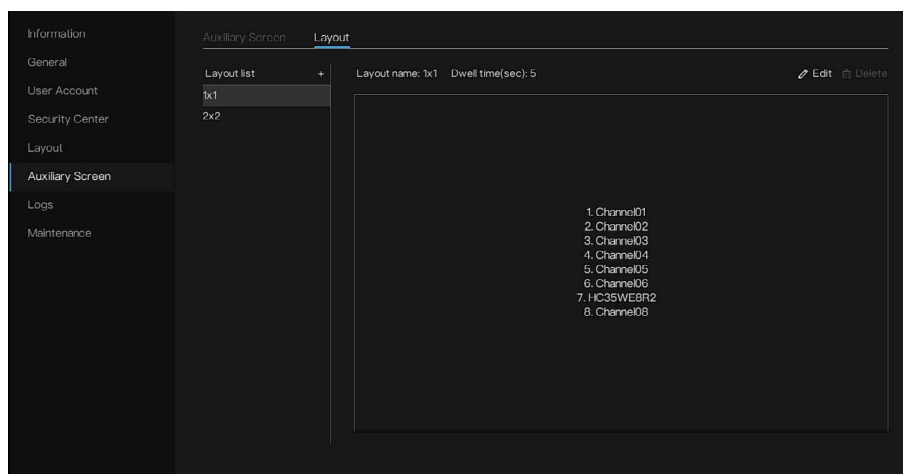 Information
General
User Account
Security Center
Layout
Auxiliary Screen
Logs
Maintenance
Auxiliary Screen Layout
Layout list +
1x1
2x2
Layout name: 1x1 Dwell time(sec): 5 Edit Delete
1. Channel01
2. Channel02
3. Channel03
4. Channel04
5. Channel05
6. Channel06
7. HC35WE8R2
8. Channel08